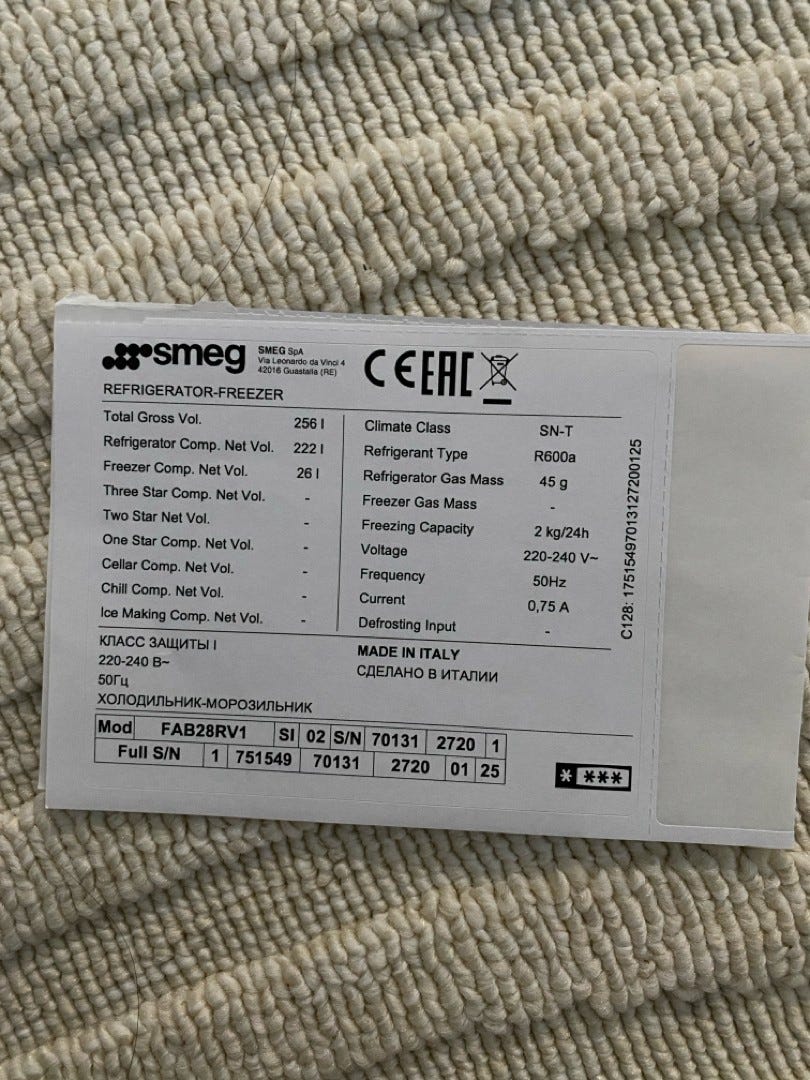 smeg
SMEG SpA
Via Leonardo da Vinci 4
42016 Guastalla (RE)
CE EAC
REFRIGERATOR-FREEZER
Total Gross Vol. 256 l
Refrigerator Comp. Net Vol. 222 l
Freezer Comp. Net Vol. 26 l
Three Star Comp. Net Vol. -
Two Star Net Vol. -
One Star Comp. Net Vol. -
Cellar Comp. Net Vol. -
Chill Comp. Net Vol. -
Ice Making Comp. Net Vol. -
Climate Class SN-T
Refrigerant Type R600a
Refrigerator Gas Mass 45 g
Freezer Gas Mass -
Freezing Capacity 2 kg/24h
Voltage 220-240 V~
Frequency 50Hz
Current 0,75 A
Defrosting Input -
C128: 17515497013127200125
КЛАСС ЗАЩИТЫ I
220-240 В~
50Гц
ХОЛОДИЛЬНИК-МОРОЗИЛЬНИК
MADE IN ITALY
СДЕЛАНО В ИТАЛИИ
Mod FAB28RV1 SI 02 S/N 70131 2720 1
Full S/N 1 751549 70131 2720 01 25
* ***